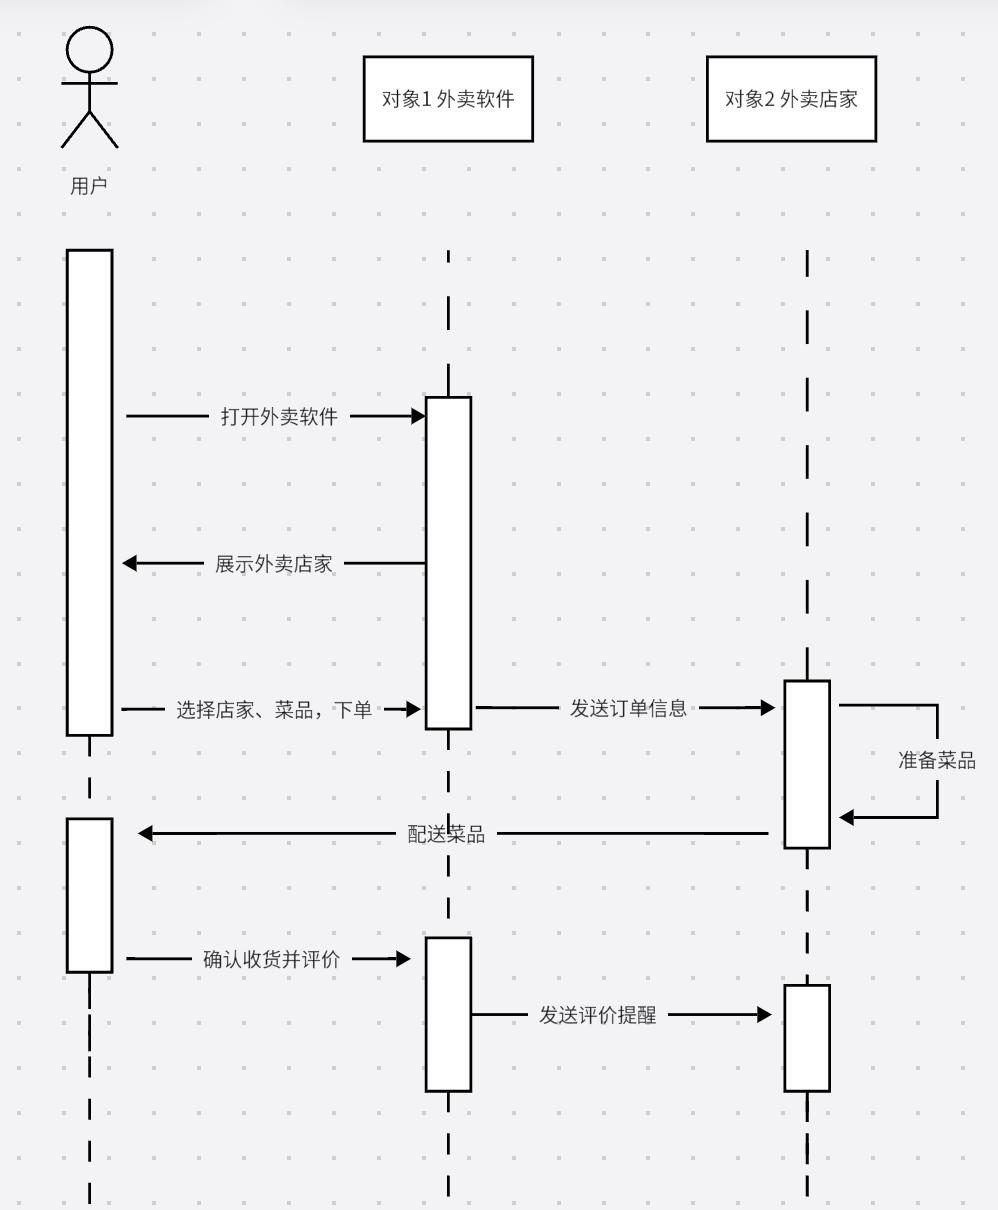 对象1 外卖软件
对象2 外卖店家
用户
打开外卖软件
展示外卖店家
选择店家、菜品，下单
发送订单信息
准备菜品
配送菜品
确认收货并评价
发送评价提醒